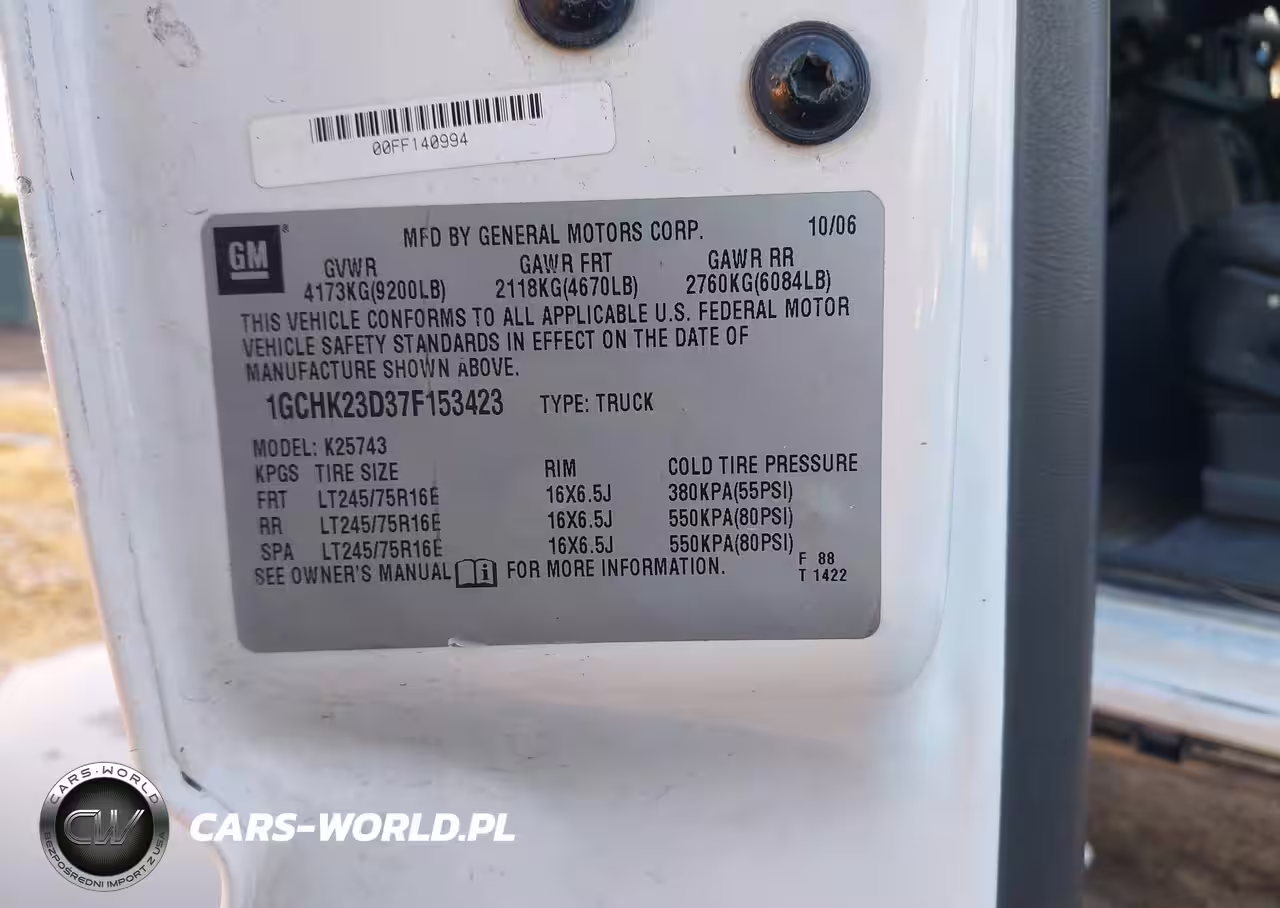 00FF140994
GM®
MFD BY GENERAL MOTORS CORP. 10/06
GVWR GAWR FRT GAWR RR
4173KG(9200LB) 2118KG(4670LB) 2760KG(6084LB)
THIS VEHICLE CONFORMS TO ALL APPLICABLE U.S. FEDERAL MOTOR
VEHICLE SAFETY STANDARDS IN EFFECT ON THE DATE OF
MANUFACTURE SHOWN ABOVE.
1GCHK23D37F153423 TYPE: TRUCK
MODEL: K25743
KPGS TIRE SIZE RIM COLD TIRE PRESSURE
FRT LT245/75R16E 16X6.5J 380KPA(55PSI)
RR LT245/75R16E 16X6.5J 550KPA(80PSI)
SPA LT245/75R16E 16X6.5J 550KPA(80PSI)
SEE OWNER'S MANUAL FOR MORE INFORMATION.
F 88
T 1422
CARS-WORLD
CW
BEZPOŚREDNI IMPORT Z USA
CARS-WORLD.PL